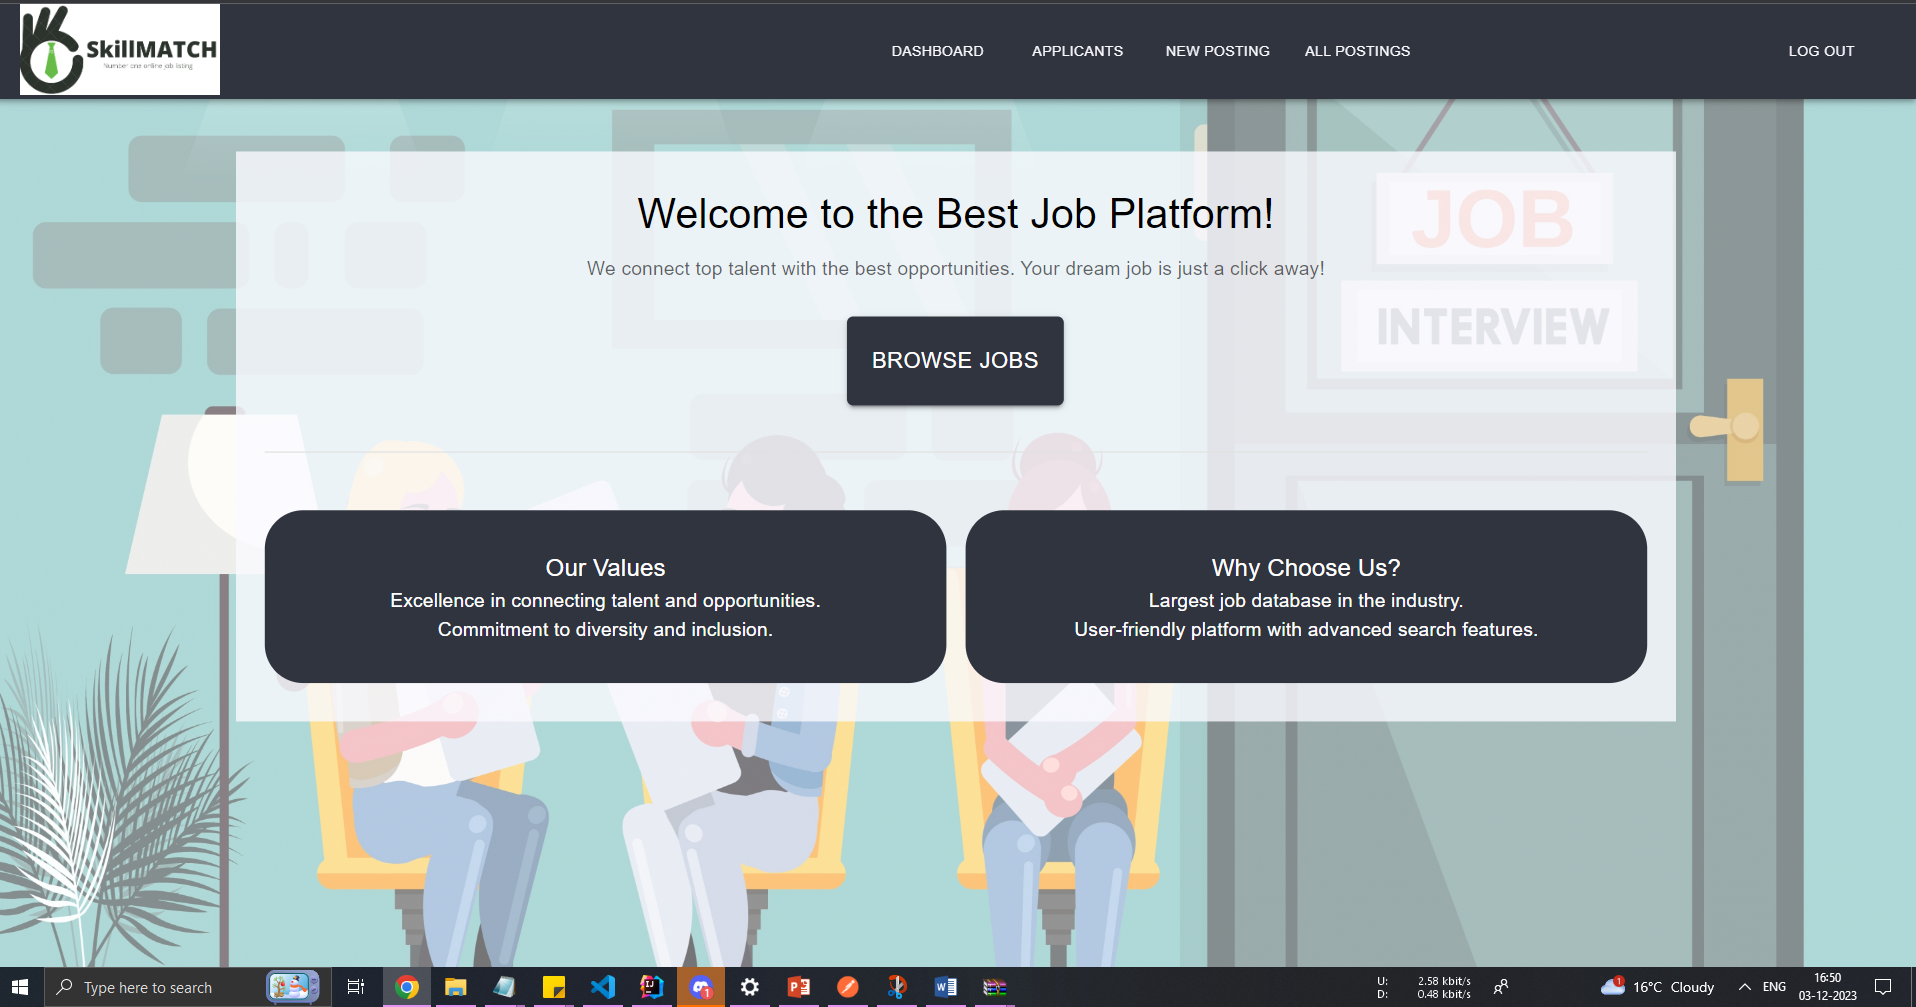 SkillMATCH
Number one online job listing
DASHBOARD
APPLICANTS
NEW POSTING
ALL POSTINGS
LOG OUT
JOB
INTERVIEW
Welcome to the Best Job Platform!
We connect top talent with the best opportunities. Your dream job is just a click away!
BROWSE JOBS
Our Values
Excellence in connecting talent and opportunities.
Commitment to diversity and inclusion.
Why Choose Us?
Largest job database in the industry.
User-friendly platform with advanced search features.
Type here to search
1
U: 2.58 kbit/s
D: 0.48 kbit/s
1
16°C Cloudy
ENG
16:50
03-12-2023